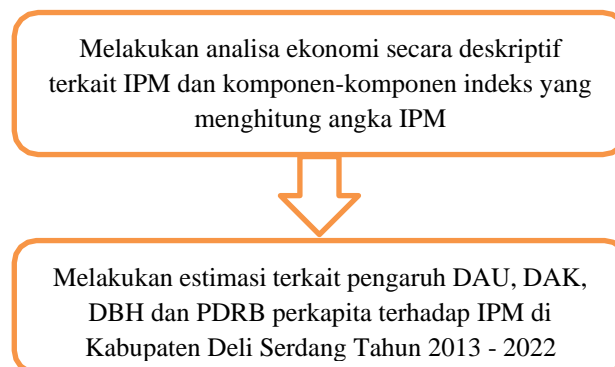 Melakukan analisa ekonomi secara deskriptif
terkait IPM dan komponen-komponen indeks yang
menghitung angka IPM
Melakukan estimasi terkait pengaruh DAU, DAK,
DBH dan PDRB perkapita terhadap IPM di
Kabupaten Deli Serdang Tahun 2013 - 2022